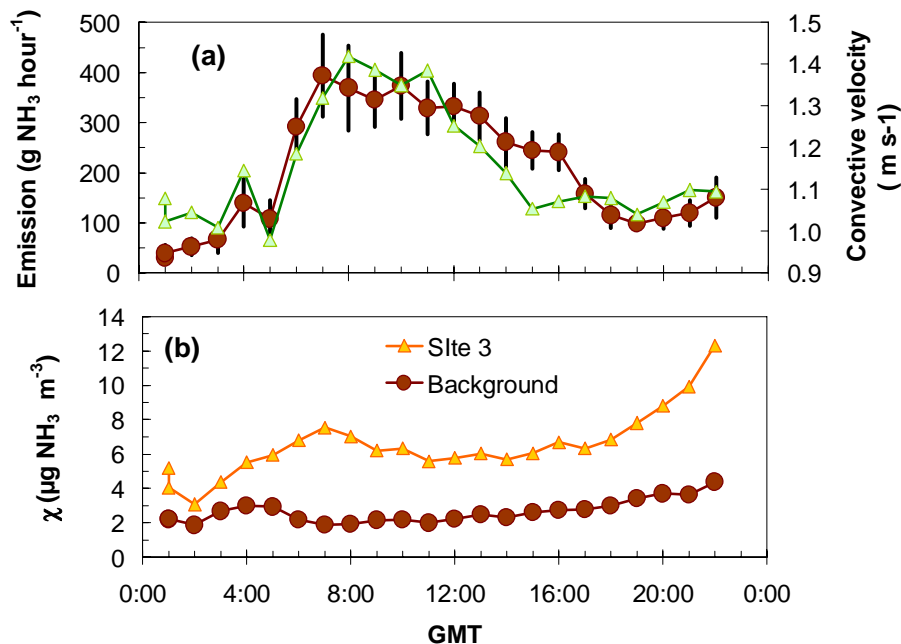 (a)
Emission (g NH₃ hour⁻¹)
500
400
300
200
100
0
1.5
1.4
1.3
1.2
1.1
1.0
0.9
Convective velocity
( m s-1)
(b)
SIte 3
Background
χ (µg NH₃ m⁻³)
14
12
10
8
6
4
2
0
0:00 4:00 8:00 12:00 16:00 20:00 0:00
GMT